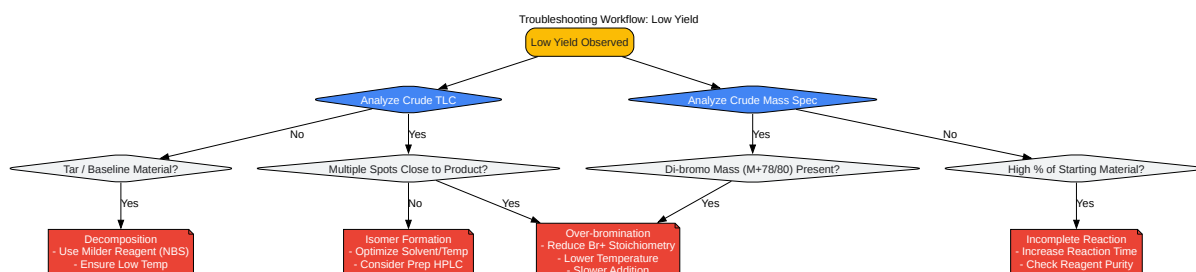 Troubleshooting Workflow: Low Yield
Low Yield Observed
Analyze Crude TLC
Analyze Crude Mass Spec
No
Yes
Yes
No
Tar / Baseline Material?
Multiple Spots Close to Product?
Di-bromo Mass (M+78/80) Present?
High % of Starting Material?
Yes
No
Yes
Yes
Yes
Decomposition
- Use Milder Reagent (NBS)
- Ensure Low Temp
Isomer Formation
- Optimize Solvent/Temp
- Consider Prep HPLC
Over-bromination
- Reduce Br+ Stoichiometry
- Lower Temperature
- Slower Addition
Incomplete Reaction
- Increase Reaction Time
- Check Reagent Purity